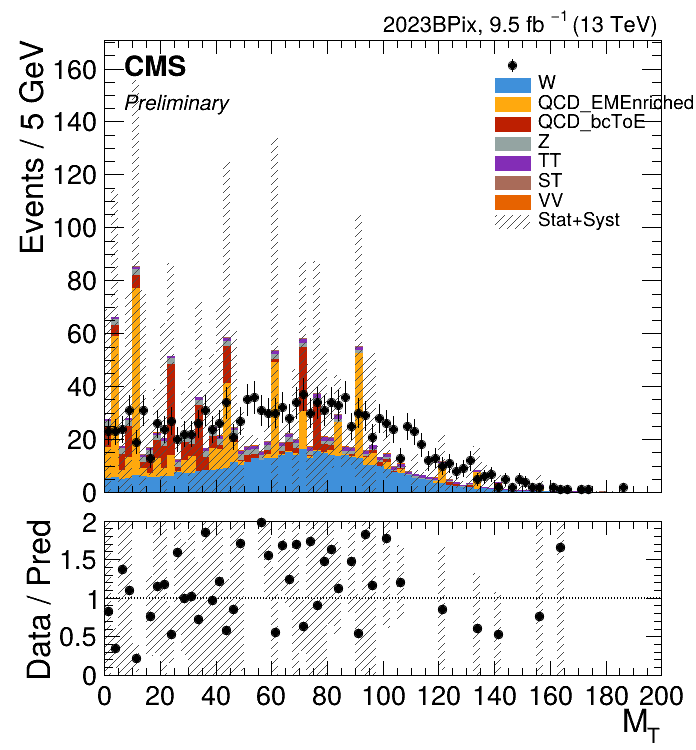 2023BPix, 9.5 fb⁻¹ (13 TeV)
CMS
Preliminary
W
QCD_EMEnriched
QCD_bcToE
Z
TT
ST
VV
Stat+Syst
Events / 5 GeV
160
140
120
100
80
60
40
20
0
Data / Pred
2
1.5
1
0.5
0
0 20 40 60 80 100 120 140 160 180 200
M_T